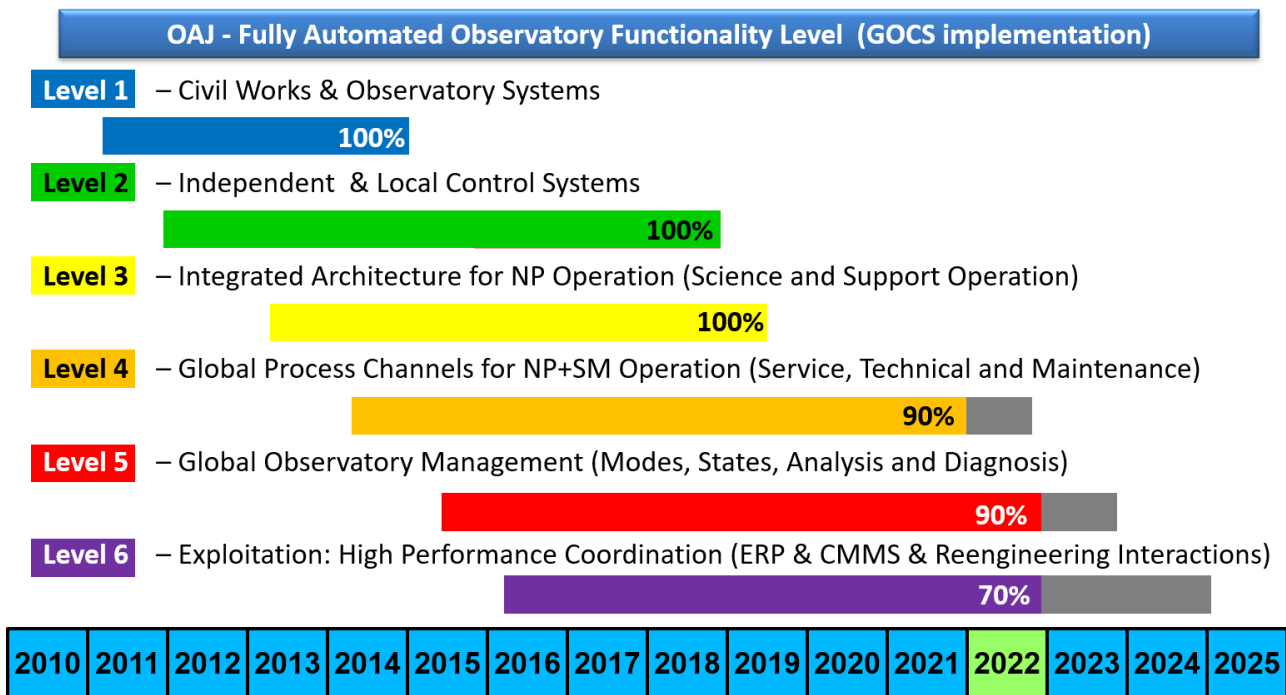 OAJ - Fully Automated Observatory Functionality Level (GOCS implementation)
Level 1 – Civil Works & Observatory Systems
100%
Level 2 – Independent & Local Control Systems
100%
Level 3 – Integrated Architecture for NP Operation (Science and Support Operation)
100%
Level 4 – Global Process Channels for NP+SM Operation (Service, Technical and Maintenance)
90%
Level 5 – Global Observatory Management (Modes, States, Analysis and Diagnosis)
90%
Level 6 – Exploitation: High Performance Coordination (ERP & CMMS & Reengineering Interactions)
70%
2010 2011 2012 2013 2014 2015 2016 2017 2018 2019 2020 2021 2022 2023 2024 2025